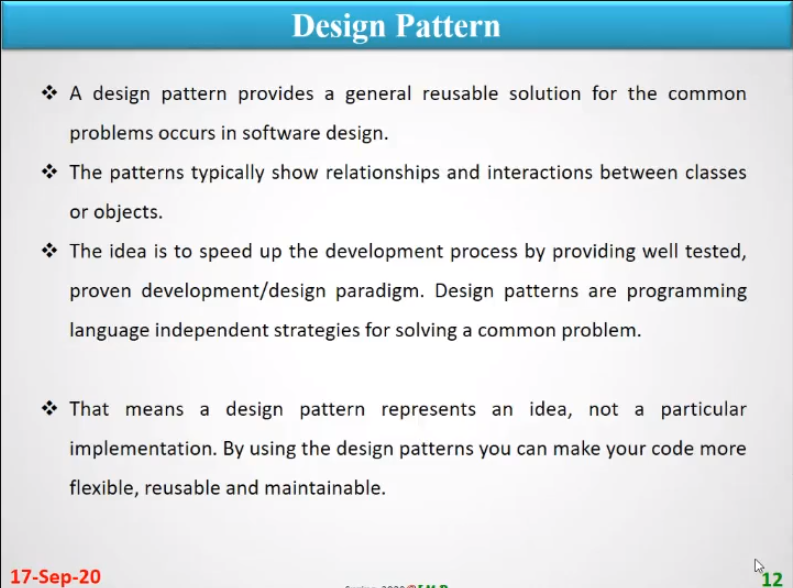 Design Pattern
❖ A design pattern provides a general reusable solution for the common
problems occurs in software design.
❖ The patterns typically show relationships and interactions between classes
or objects.
❖ The idea is to speed up the development process by providing well tested,
proven development/design paradigm. Design patterns are programming
language independent strategies for solving a common problem.
❖ That means a design pattern represents an idea, not a particular
implementation. By using the design patterns you can make your code more
flexible, reusable and maintainable.
17-Sep-20
12